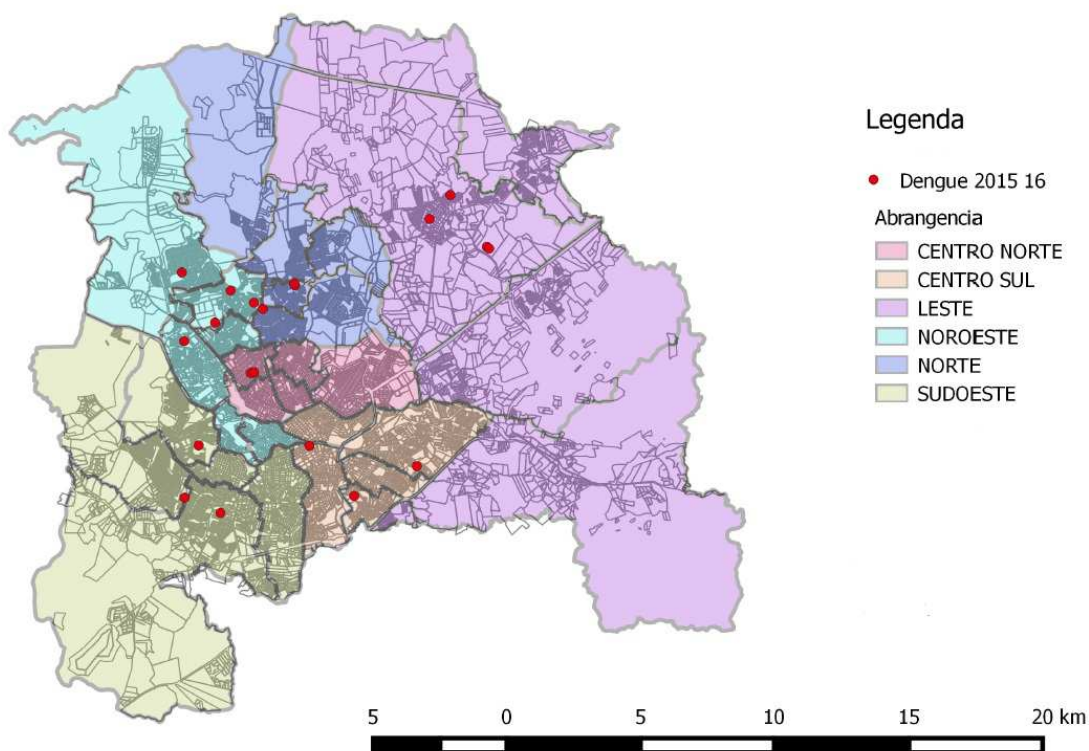 Legenda
Dengue 2015 16
Abrangencia
CENTRO NORTE
CENTRO SUL
LESTE
NOROESTE
NORTE
SUDOESTE
5 0 5 10 15 20 km